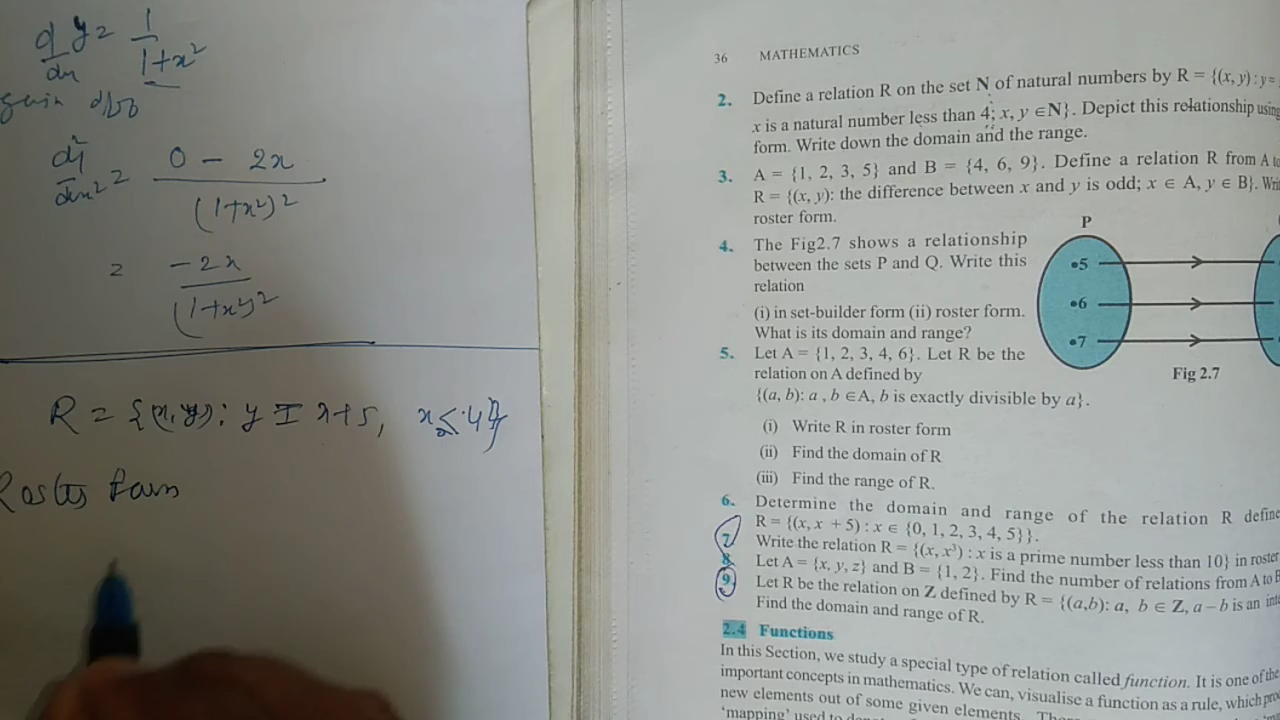 d/dx y = 1/1+x²
d/dx² = 0 - 2x / (1+x²)²
= -2x / (1+x²)²
R = {(x, y): y = x+5, x ≤ 4}
Roster Form
36 MATHEMATICS
2. Define a relation R on the set N of natural numbers by R = {(x, y) : y =
x is a natural number less than 4; x, y ∈N}. Depict this relationship using
form. Write down the domain and the range.
3. A = {1, 2, 3, 5} and B = {4, 6, 9}. Define a relation R from A to
R = {(x, y): the difference between x and y is odd; x ∈ A, y ∈ B}. Wri
roster form.
4. The Fig2.7 shows a relationship
between the sets P and Q. Write this
relation
(i) in set-builder form (ii) roster form.
What is its domain and range?
P
•5
•6
•7
Fig 2.7
5. Let A = {1, 2, 3, 4, 6}. Let R be the
relation on A defined by
{(a, b): a , b ∈A, b is exactly divisible by a}.
(i) Write R in roster form
(ii) Find the domain of R
(iii) Find the range of R.
6. Determine the domain and range of the relation R define
R = {(x, x + 5) : x ∈ {0, 1, 2, 3, 4, 5}}.
7. Write the relation R = {(x, x³) : x is a prime number less than 10} in roster
8. Let A = {x, y, z} and B = {1, 2}. Find the number of relations from A to B
9. Let R be the relation on Z defined by R = {(a,b): a, b ∈ Z, a – b is an inte
Find the domain and range of R.
2.4 Functions
In this Section, we study a special type of relation called function. It is one of the
important concepts in mathematics. We can, visualise a function as a rule, which pro
new elements out of some given elements.
'mapping' used to